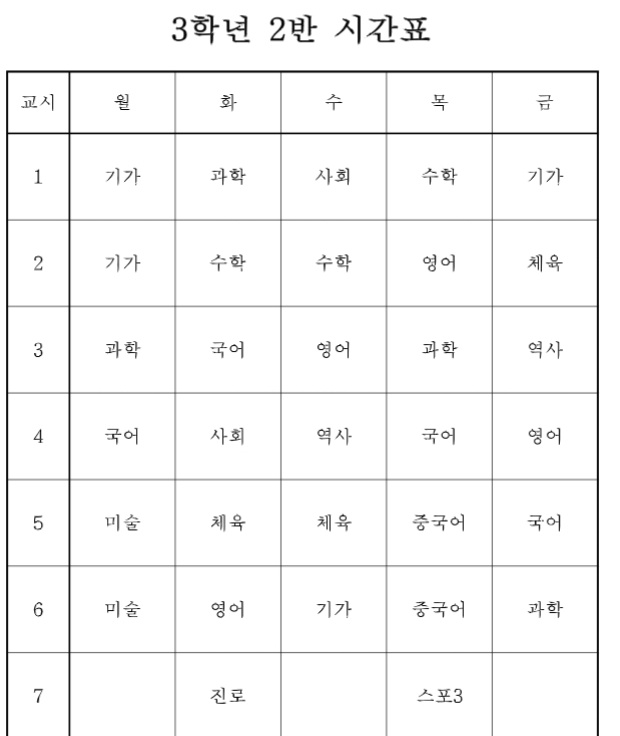 3학년 2반 시간표
교시 월 화 수 목 금
1 기가 과학 사회 수학 기가
2 기가 수학 수학 영어 체육
3 과학 국어 영어 과학 역사
4 국어 사회 역사 국어 영어
5 미술 체육 체육 중국어 국어
6 미술 영어 기가 중국어 과학
7 진로 스포3